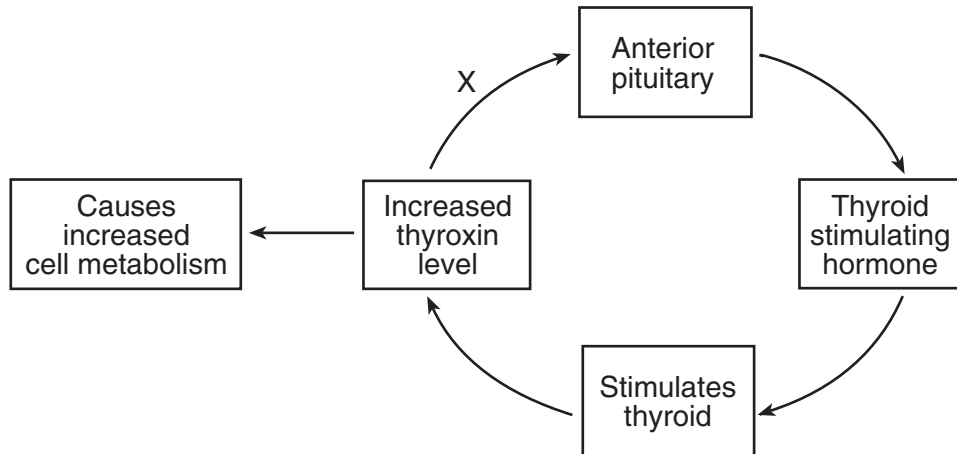 Anterior
pituitary
X
Causes
increased
cell metabolism
Increased
thyroxin
level
Thyroid
stimulating
hormone
Stimulates
thyroid